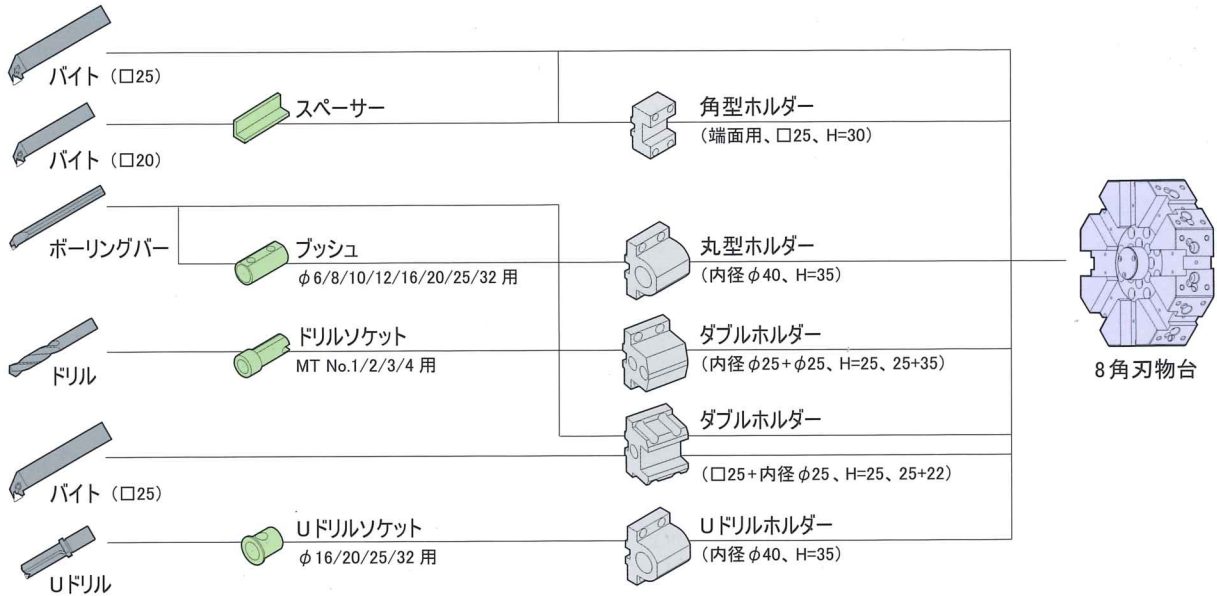 バイト（□25）
スペーサー
角型ホルダー
（端面用、□25、H=30）
バイト（□20）
ボーリングバー
ブッシュ
φ6/8/10/12/16/20/25/32 用
丸型ホルダー
（内径φ40、H=35）
ドリルソケット
MT No.1/2/3/4 用
ダブルホルダー
（内径φ25+φ25、H=25、25+35）
ドリル
8角刃物台
ダブルホルダー
（□25+内径φ25、H=25、25+22）
バイト（□25）
Uドリルソケット
φ16/20/25/32 用
Uドリルホルダー
（内径φ40、H=35）
Uドリル